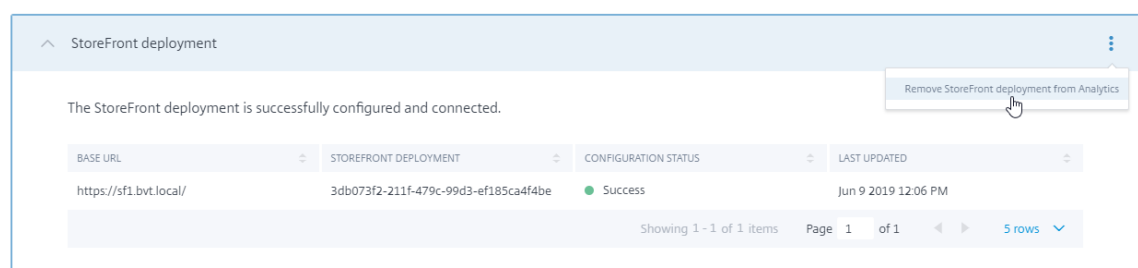 StoreFront deployment
Remove StoreFront deployment from Analytics
The StoreFront deployment is successfully configured and connected.
BASE URL STOREFRONT DEPLOYMENT CONFIGURATION STATUS LAST UPDATED
https://sf1.bvt.local/ 3db073f2-211f-479c-99d3-ef185ca4f4be Success Jun 9 2019 12:06 PM
Showing 1 - 1 of 1 items Page 1 of 1 5 rows